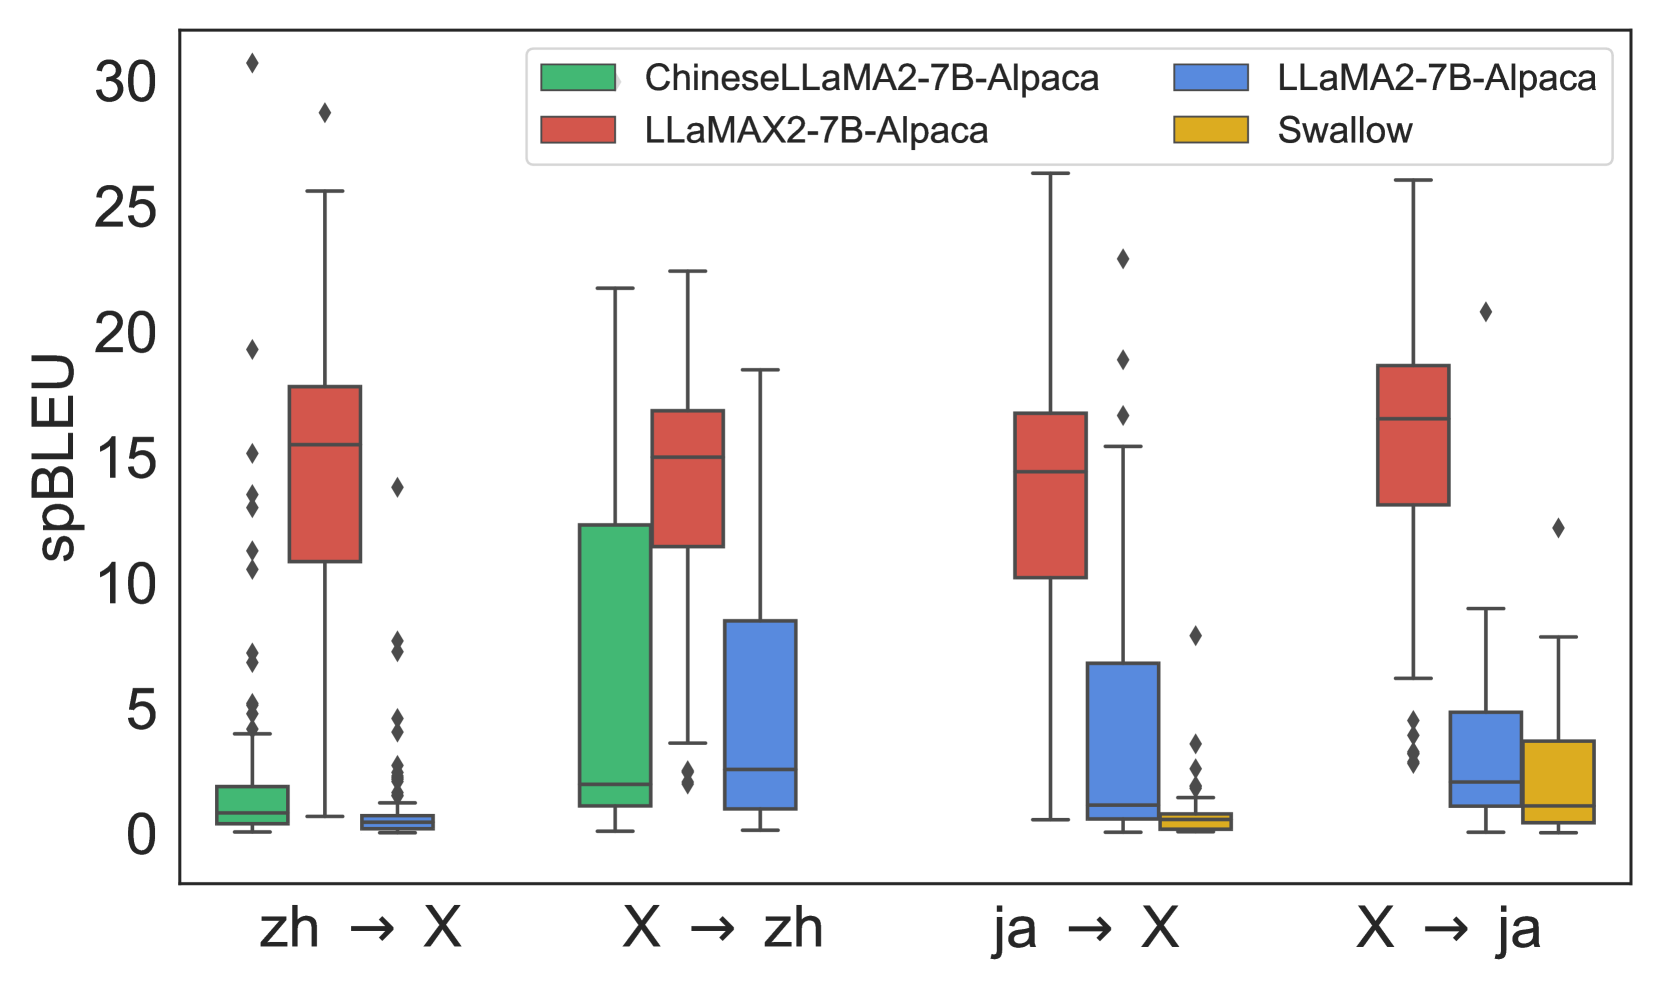 ChineseLLaMA2-7B-Alpaca
LLaMAX2-7B-Alpaca
LLaMA2-7B-Alpaca
Swallow
spBLEU
30
25
20
15
10
5
0
zh → X
X → zh
ja → X
X → ja